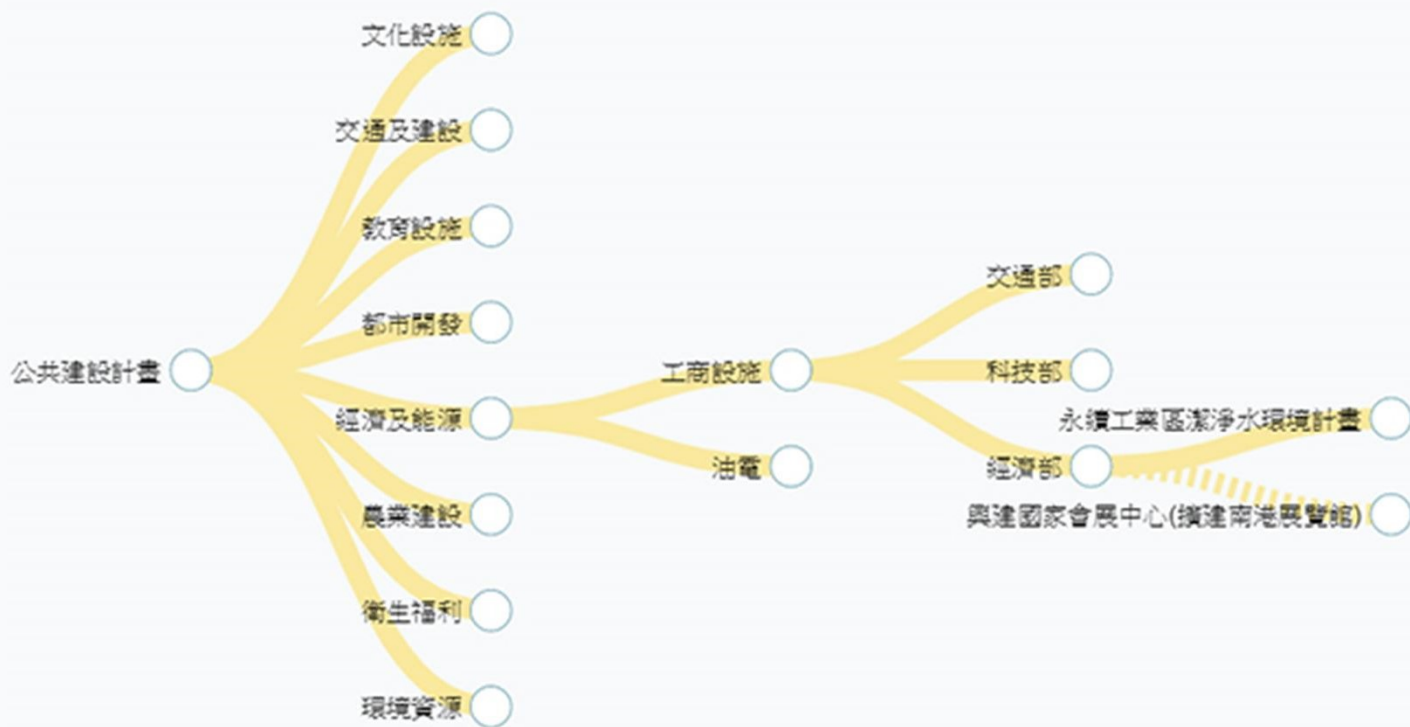 公共建設計畫
文化設施
交通及建設
教育設施
都市開發
經濟及能源
農業建設
衛生福利
環境資源
工商設施
油電
交通部
科技部
經濟部
永續工業區潔淨水環境計畫
興建國家會展中心(擴建南港展覽館)